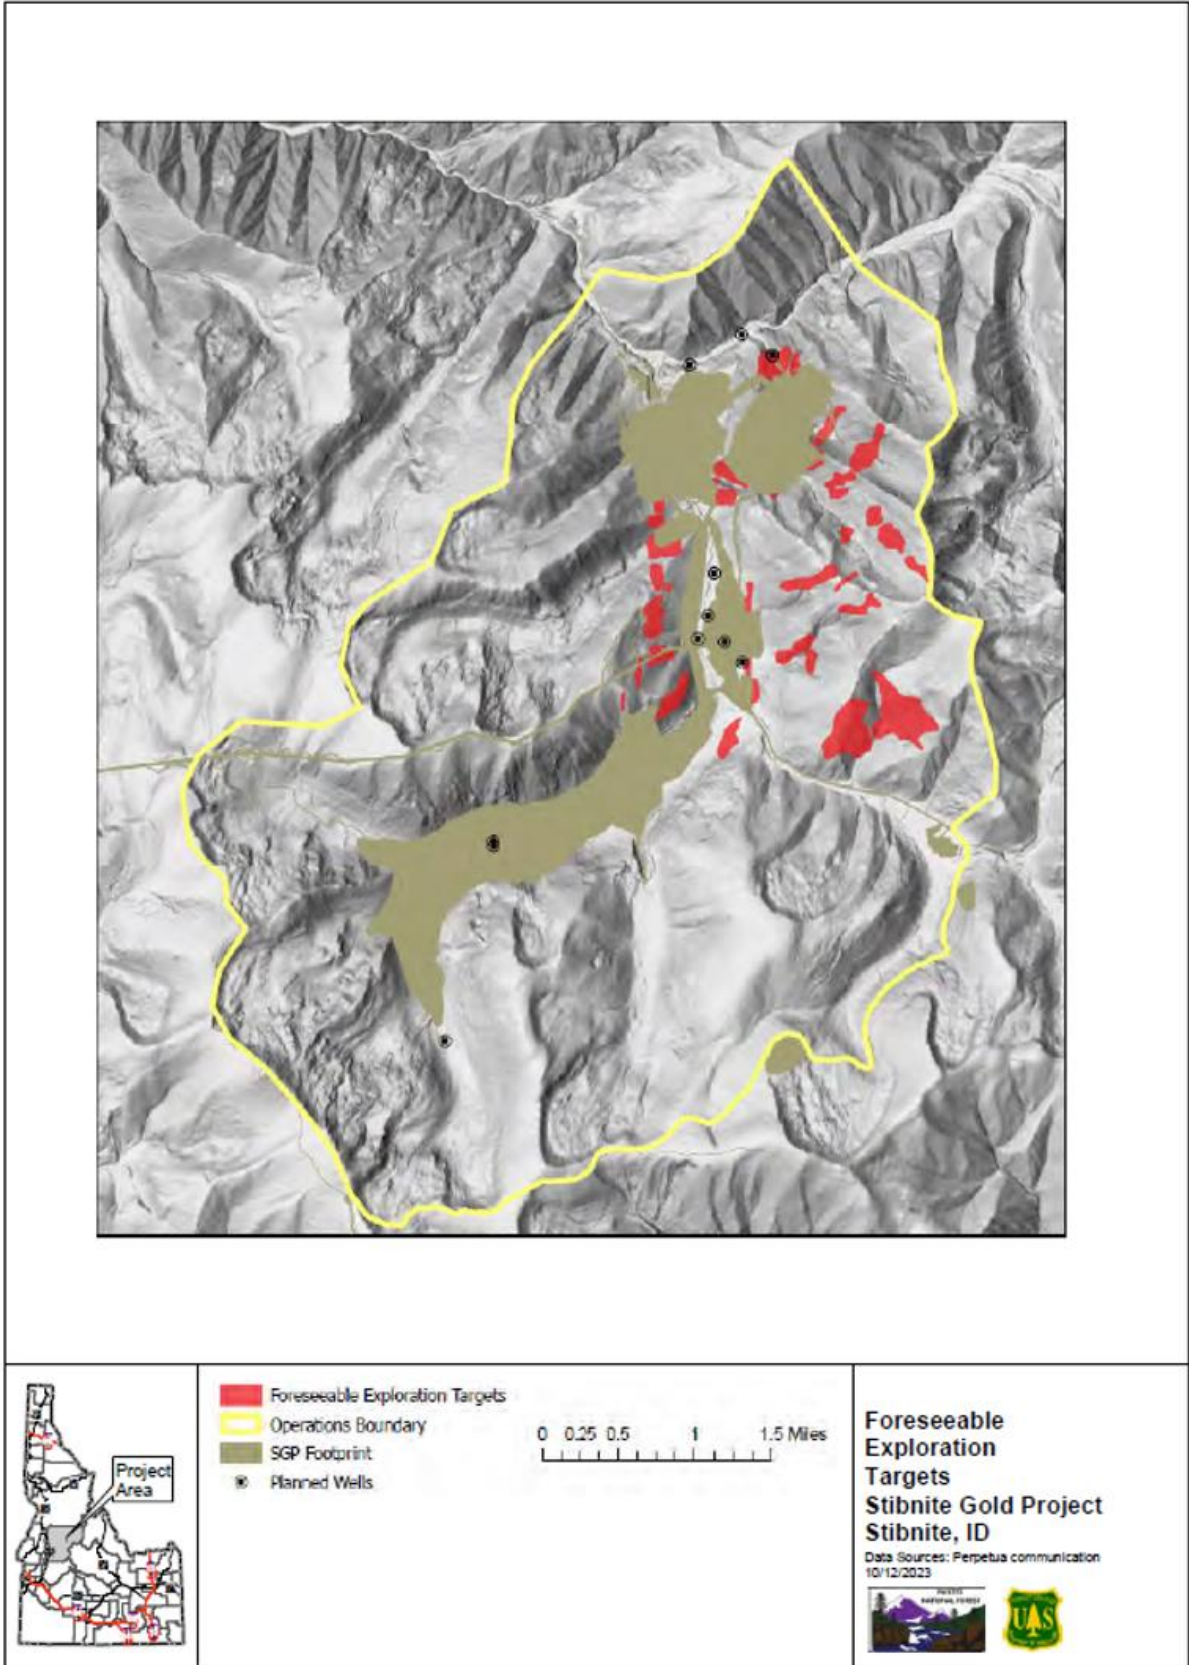 Project
Area
Foreseeable Exploration Targets
Operations Boundary
SGP Footprint
Planned Wells
0 0.25 0.5 1 1.5 Miles
Foreseeable
Exploration
Targets
Stibnite Gold Project
Stibnite, ID
Data Sources: Perpetua communication
10/12/2023
NATIONAL FOREST
UAS